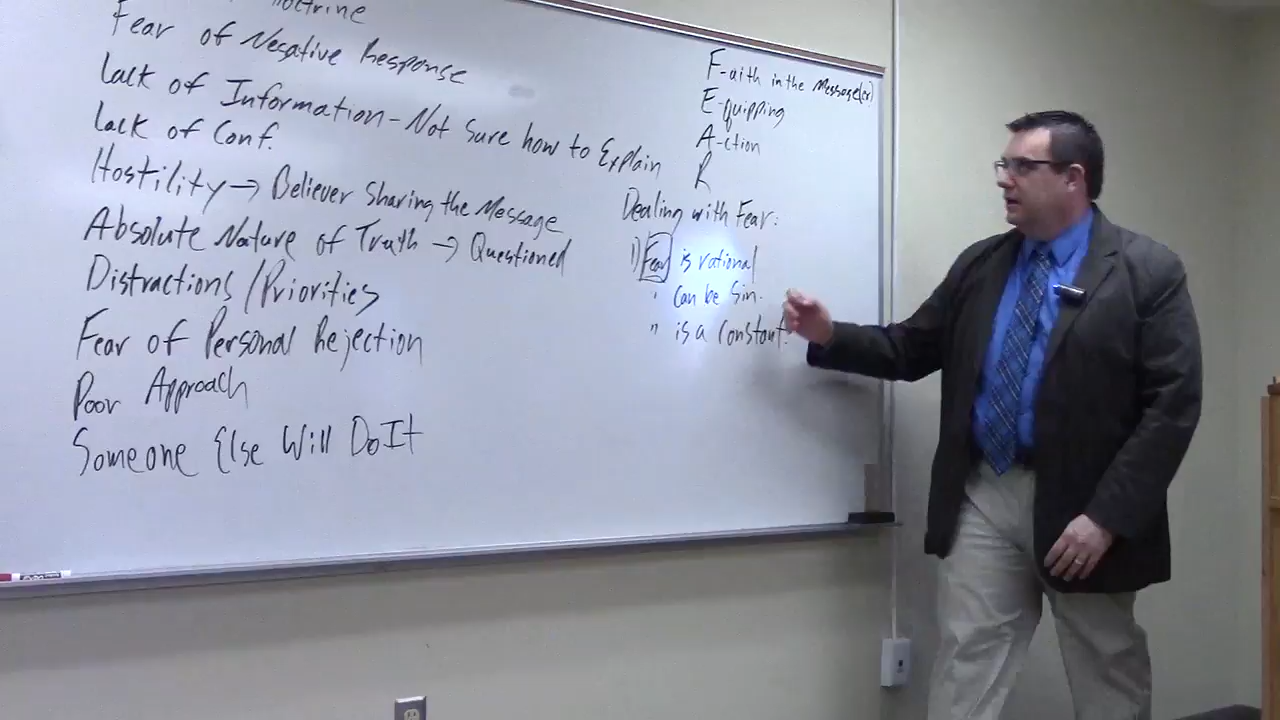 Doctrine
Fear of Negative Response
Lack of Information - Not Sure how to Explain
Lack of Conf.
Hostility → Believer Sharing the Message
Absolute Nature of Truth → Questioned
Distractions/Priorities
Fear of Personal Rejection
Poor Approach
Someone Else Will Do It
F-aith in the Message(er)
E-quipping
A-ction
R
Dealing with Fear:
1) Fear is rational
" can be Sin.
" is a Constant.